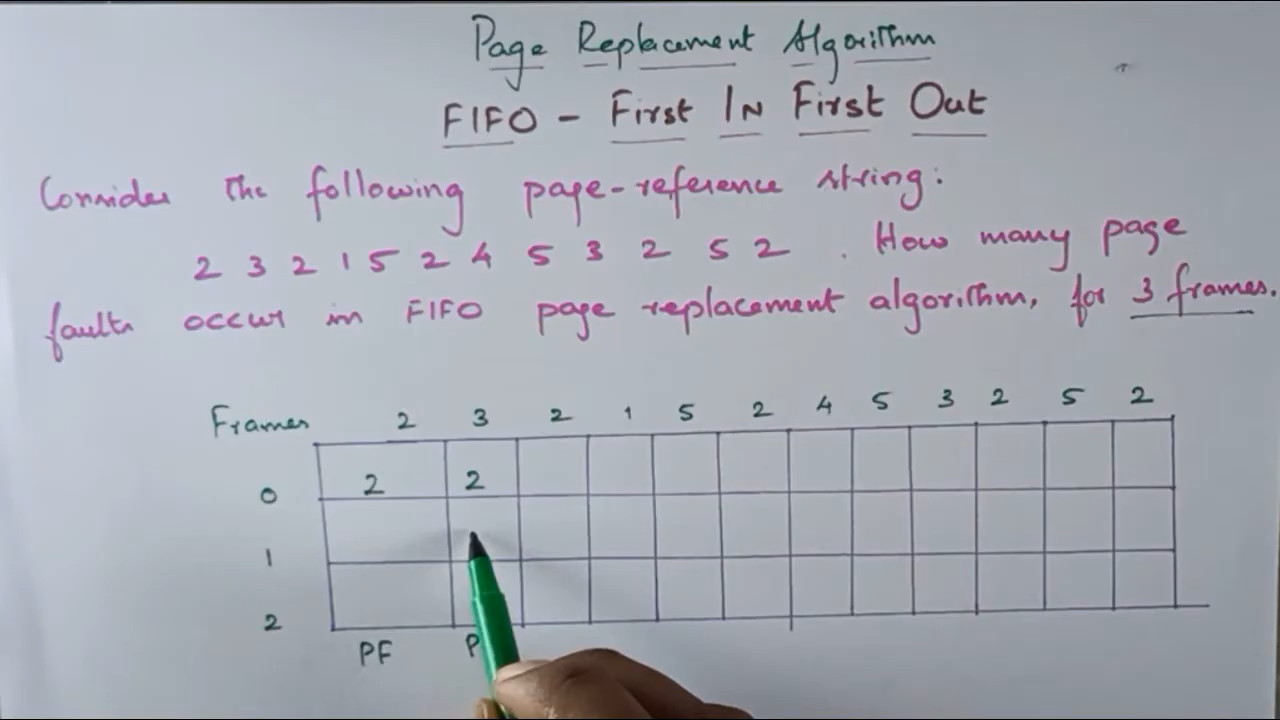 Page Replacement Algorithm
FIFO - First IN First Out
Consider the following page-reference string:
2 3 2 1 5 2 4 5 3 2 5 2 . How many page
faults occur in FIFO page replacement algorithm, for 3 frames.
Frames 2 3 2 1 5 2 4 5 3 2 5 2
0 2 2
1
2
PF P